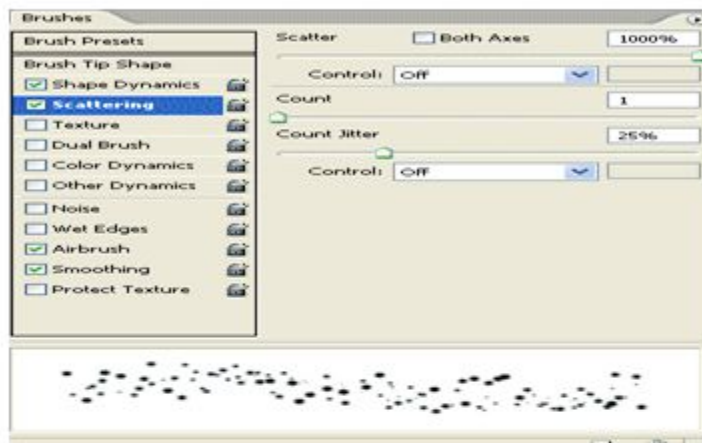 Brushes
Brush Presets
Brush Tip Shape
Shape Dynamics
Scattering
Texture
Dual Brush
Color Dynamics
Other Dynamics
Noise
Wet Edges
Airbrush
Smoothing
Protect Texture
Scatter Both Axes 1000%
Control: Off
Count 1
Count Jitter 25%
Control: Off